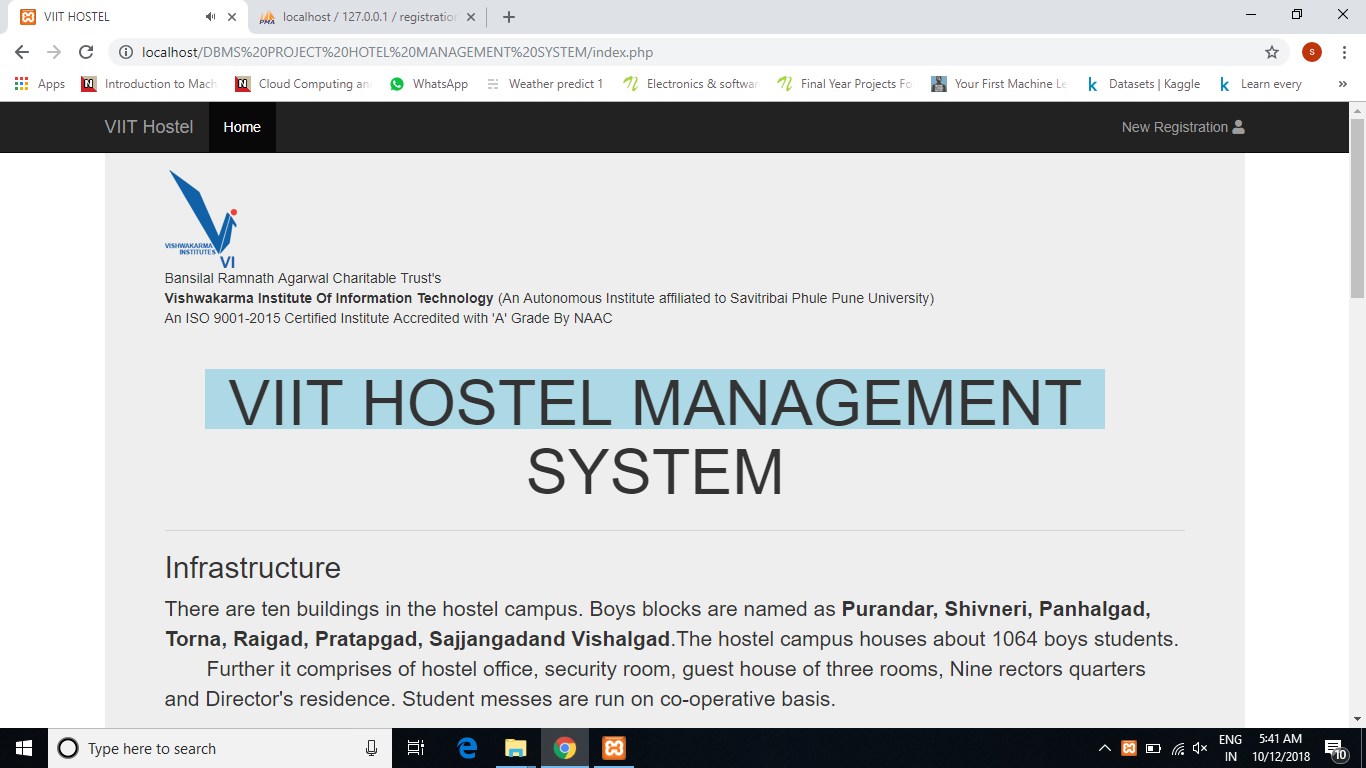 VIIT HOSTEL
PMA
localhost / 127.0.0.1 / registration
localhost/DBMS%20PROJECT%20HOTEL%20MANAGEMENT%20SYSTEM/index.php
s
Apps
Introduction to Mach
Cloud Computing an
WhatsApp
Weather predict 1
Electronics & softwar
Final Year Projects Fo
Your First Machine Le
k
Datasets | Kaggle
k
Learn every
VIIT Hostel
Home
New Registration
VISHWAKARMA
INSTITUTES
VI
Bansilal Ramnath Agarwal Charitable Trust's
Vishwakarma Institute Of Information Technology (An Autonomous Institute affiliated to Savitribai Phule Pune University)
An ISO 9001-2015 Certified Institute Accredited with 'A' Grade By NAAC
VIIT HOSTEL MANAGEMENT
SYSTEM
Infrastructure
There are ten buildings in the hostel campus. Boys blocks are named as Purandar, Shivneri, Panhalgad,
Torna, Raigad, Pratapgad, Sajjangadand Vishalgad.The hostel campus houses about 1064 boys students.
Further it comprises of hostel office, security room, guest house of three rooms, Nine rectors quarters
and Director's residence. Student messes are run on co-operative basis.
Type here to search
ENG
IN
5:41 AM
10/12/2018
10